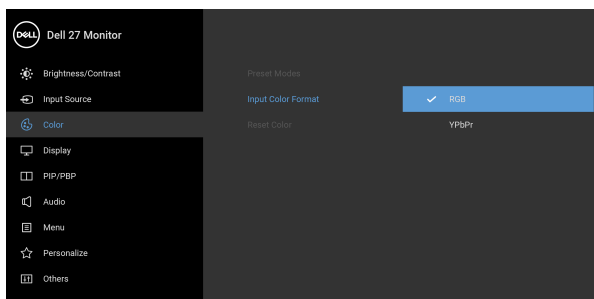 DELL
Dell 27 Monitor
Brightness/Contrast
Input Source
Color
Display
PIP/PBP
Audio
Menu
Personalize
Others
Preset Modes
Input Color Format
Reset Color
RGB
YPbPr